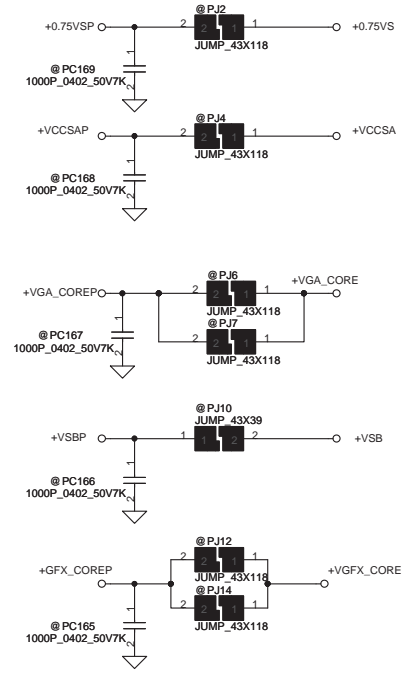 @PJ2
+0.75VSP 2 2 1 1 +0.75VS
JUMP_43X118
1
@PC169
1000P_0402_50V7K
2
@PJ4
+VCCSAP 2 2 1 1 +VCCSA
JUMP_43X118
1
@PC168
1000P_0402_50V7K
2
@PJ6
+VGA_COREP 2 2 1 1 +VGA_CORE
JUMP_43X118
@PJ7
1
2 2 1 1
@PC167
1000P_0402_50V7K
JUMP_43X118
2
@PJ10
JUMP_43X39
+VSBP 1 1 2 2 +VSB
1
@PC166
1000P_0402_50V7K
2
@PJ12
2 2 1 1
+GFX_COREP +VGFX_CORE
JUMP_43X118
@PJ14
1
2 2 1 1
@PC165
JUMP_43X118
1000P_0402_50V7K
2